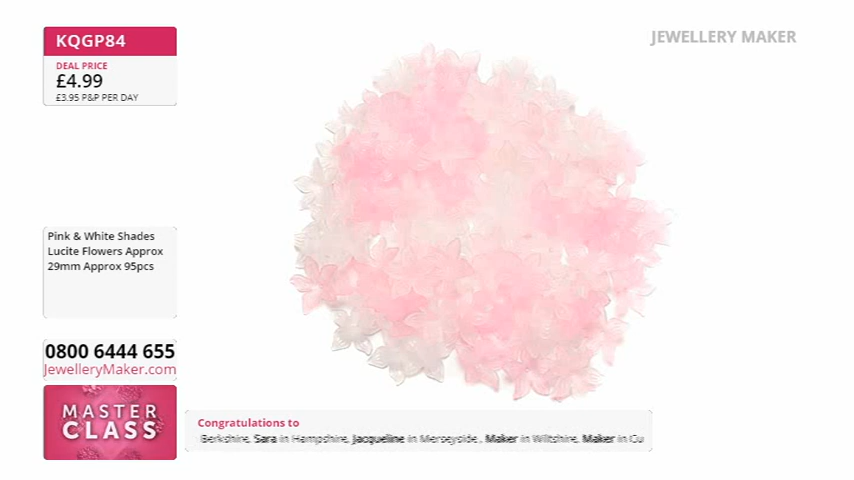 KQGP84
DEAL PRICE
£4.99
£3.95 P&P PER DAY
JEWELLERY MAKER
Pink & White Shades
Lucite Flowers Approx
29mm Approx 95pcs
0800 6444 655
JewelleryMaker.com
MASTER
CLASS
Congratulations to
Berkshire, Sara in Hampshire, Jacqueline in Merseyside, Maker in Wiltshire, Maker in Cu